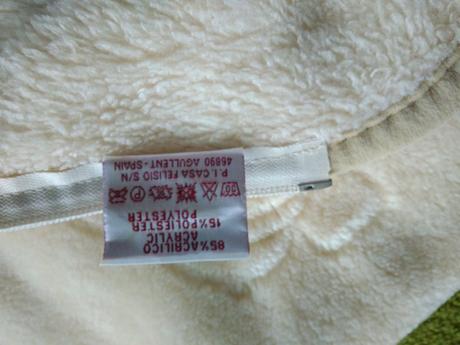 85% ACRILICO
ACRYLIC
15% POLIESTER
POLYESTER
P.I. CASA FELISIO S/N
46890 AGULLENT - SPAIN